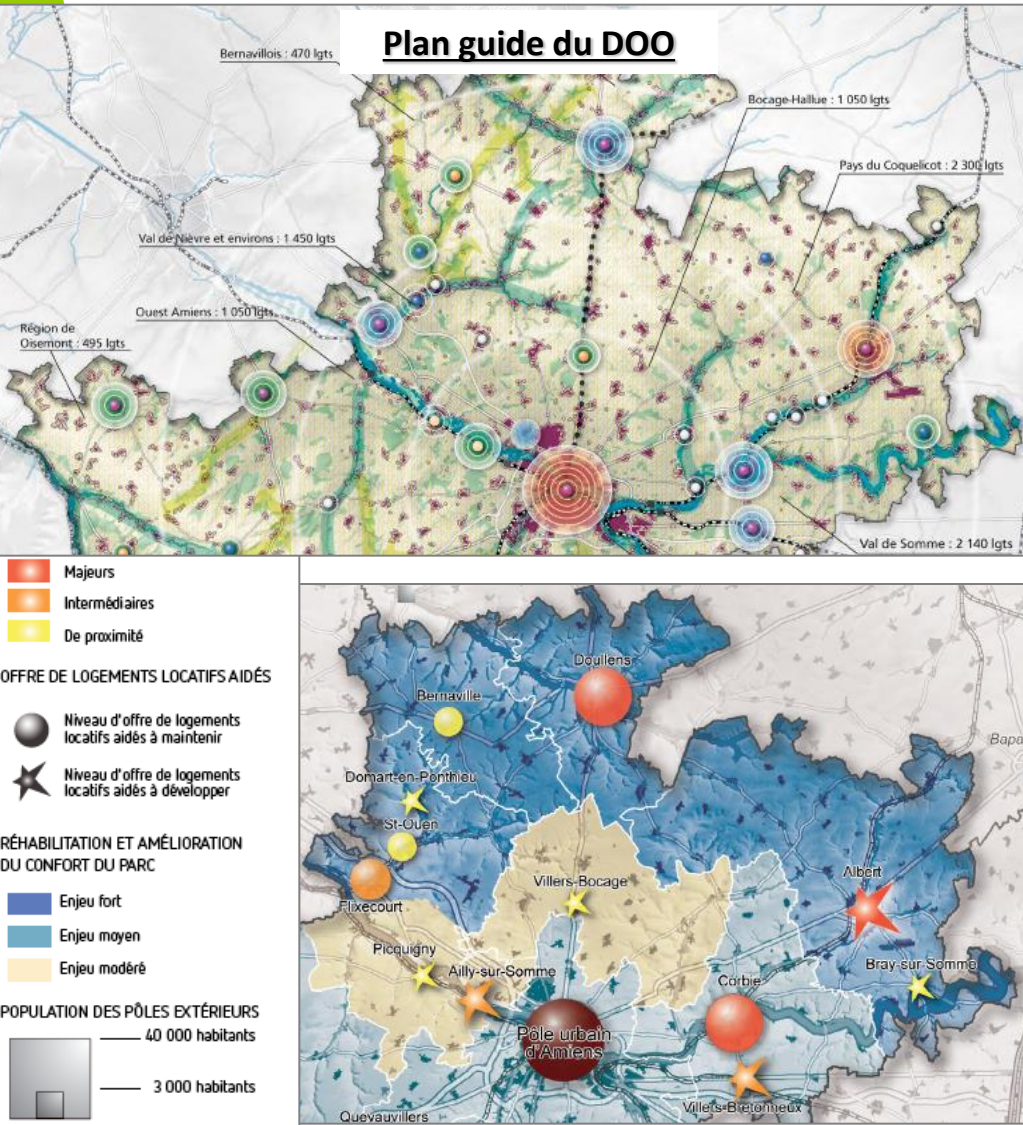 Plan guide du DOO
Bernavillois : 470 lgts
Bocage-Hallue : 1 050 lgts
Pays du Coquelicot : 2 300 lgts
Val de Nièvre et environs : 1 450 lgts
Ouest Amiens : 1 050 lgts
Région de
Oisemont : 495 lgts
Val de Somme : 2 140 lgts
Majeurs
Intermédiaires
De proximité
OFFRE DE LOGEMENTS LOCATIFS AIDÉS
Niveau d'offre de logements
locatifs aidés à maintenir
Niveau d'offre de logements
locatifs aidés à développer
RÉHABILITATION ET AMÉLIORATION
DU CONFORT DU PARC
Enjeu fort
Enjeu moyen
Enjeu modéré
POPULATION DES PÔLES EXTÉRIEURS
40 000 habitants
3 000 habitants
Doullens
Bernaville
Bapa
Domart-en-Ponthieu
St-Ouen
Albert
Villers-Bocage
Flixecourt
Picquigny
Ailly-sur-Somme
Bray-sur-Somme
Corbie
Pôle urbain
d'Amiens
Villers-Bretonneux
Quevauvillers